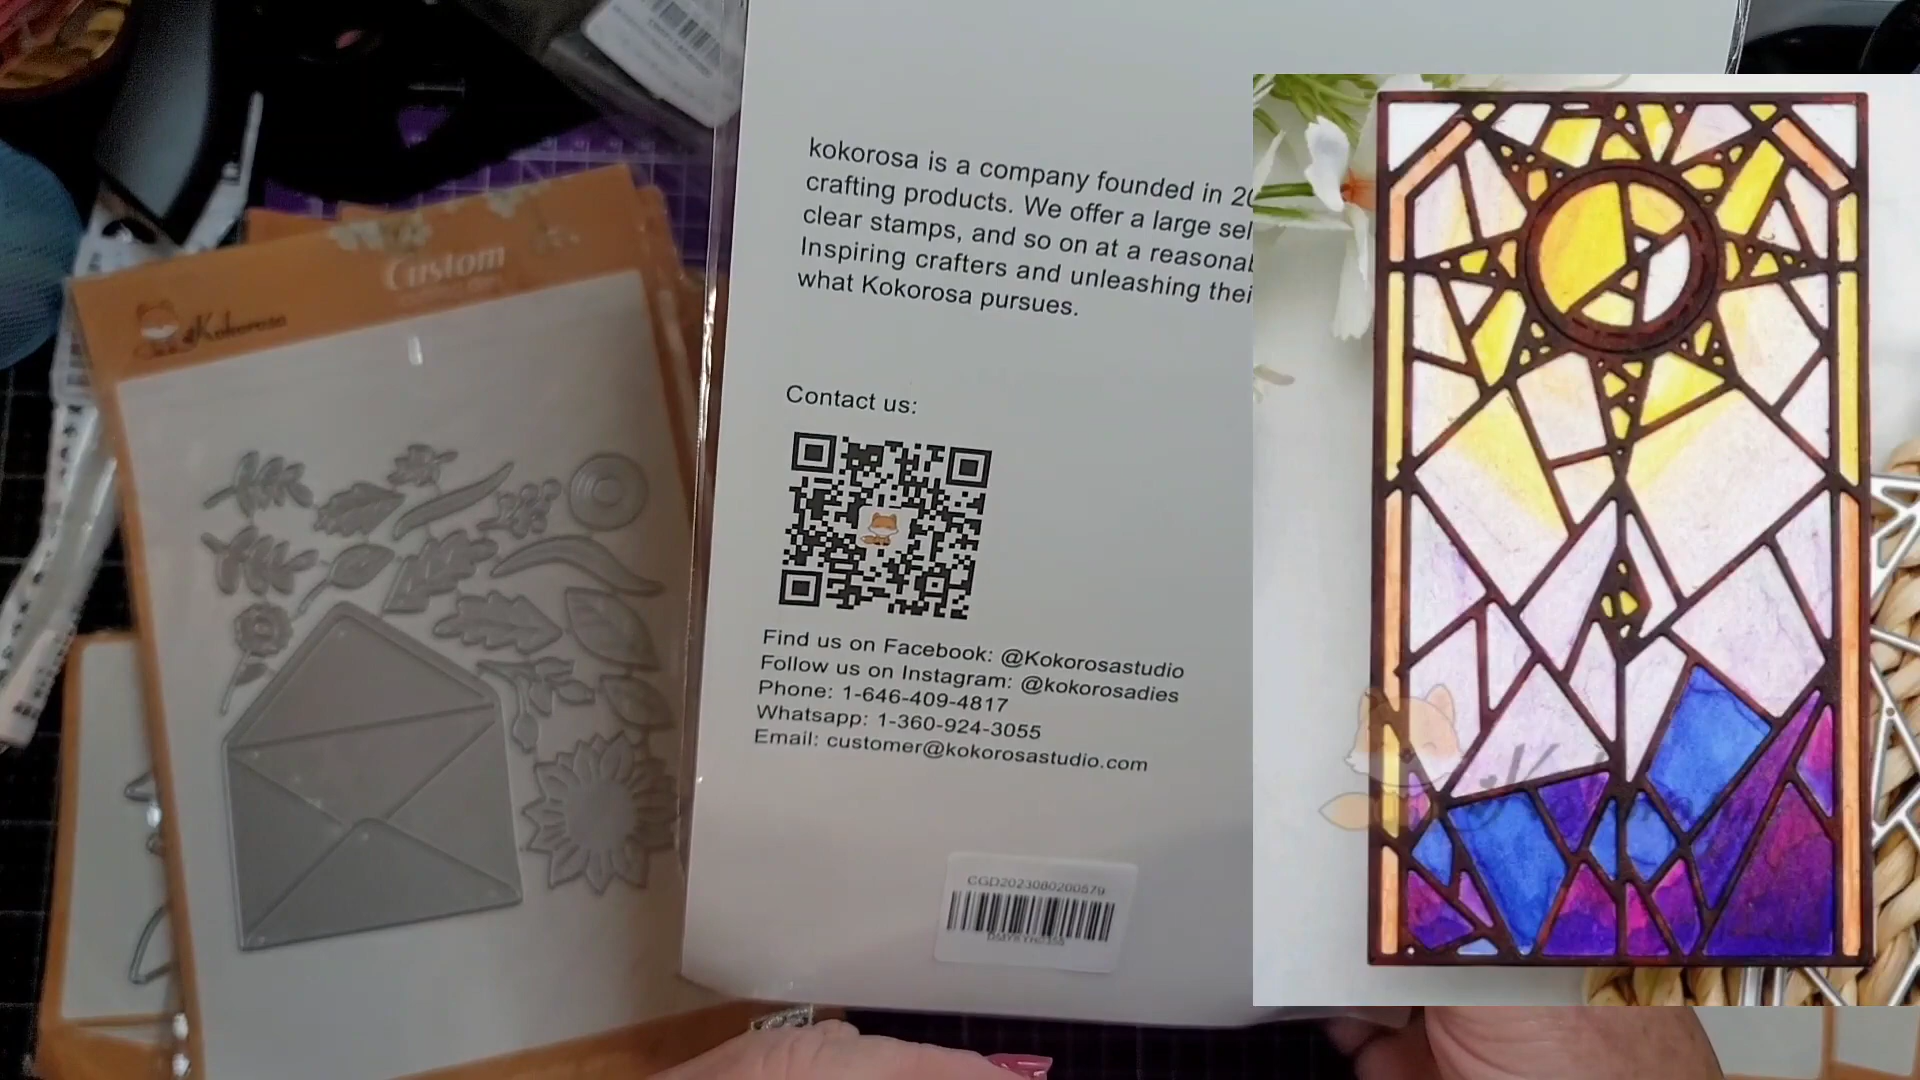 Custom
Kokorosa
kokorosa is a company founded in 20
crafting products. We offer a large sel
clear stamps, and so on at a reasonab
Inspiring crafters and unleashing thei
what Kokorosa pursues.
Contact us:
Find us on Facebook: @Kokorosastudio
Follow us on Instagram: @kokorosadies
Phone: 1-646-409-4817
Whatsapp: 1-360-924-3055
Email: customer@kokorosastudio.com
CGD2023080200579